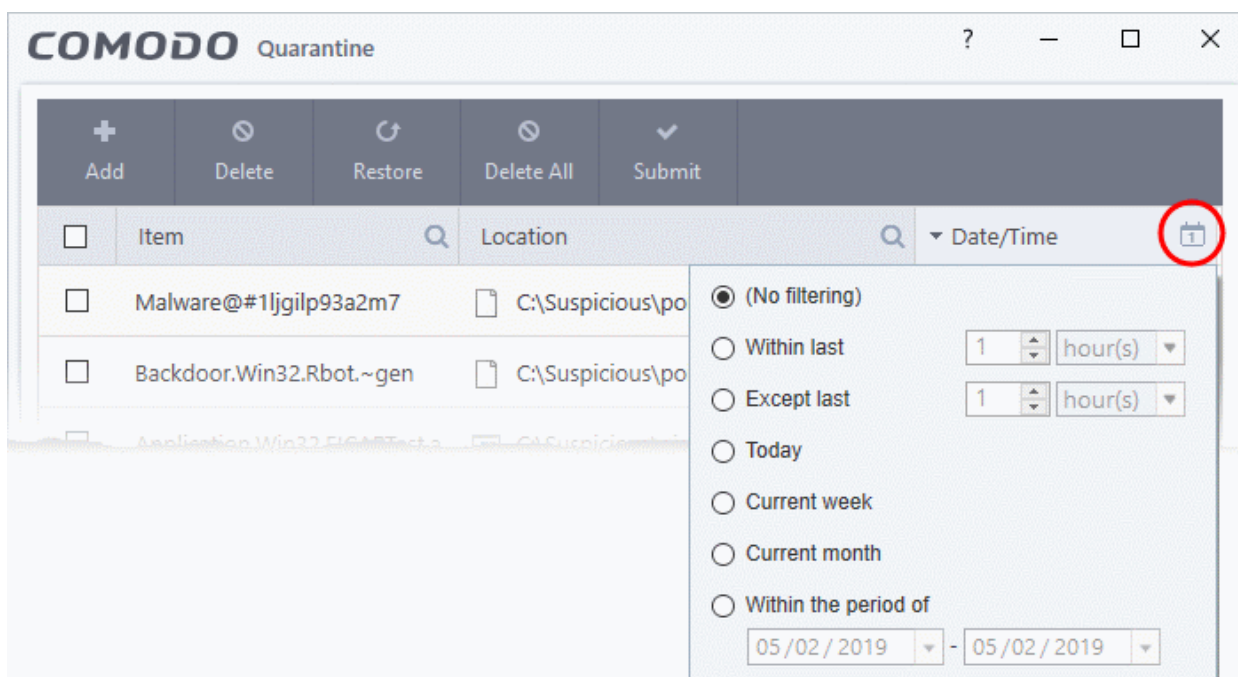 COMODO Quarantine
?
Add Delete Restore Delete All Submit
Item Location Date/Time 1
Malware@#1ljgilp93a2m7 C:\Suspicious\po
Backdoor.Win32.Rbot.~gen C:\Suspicious\po
(No filtering)
Within last 1 hour(s)
Except last 1 hour(s)
Today
Current week
Current month
Within the period of
05/02/2019 - 05/02/2019